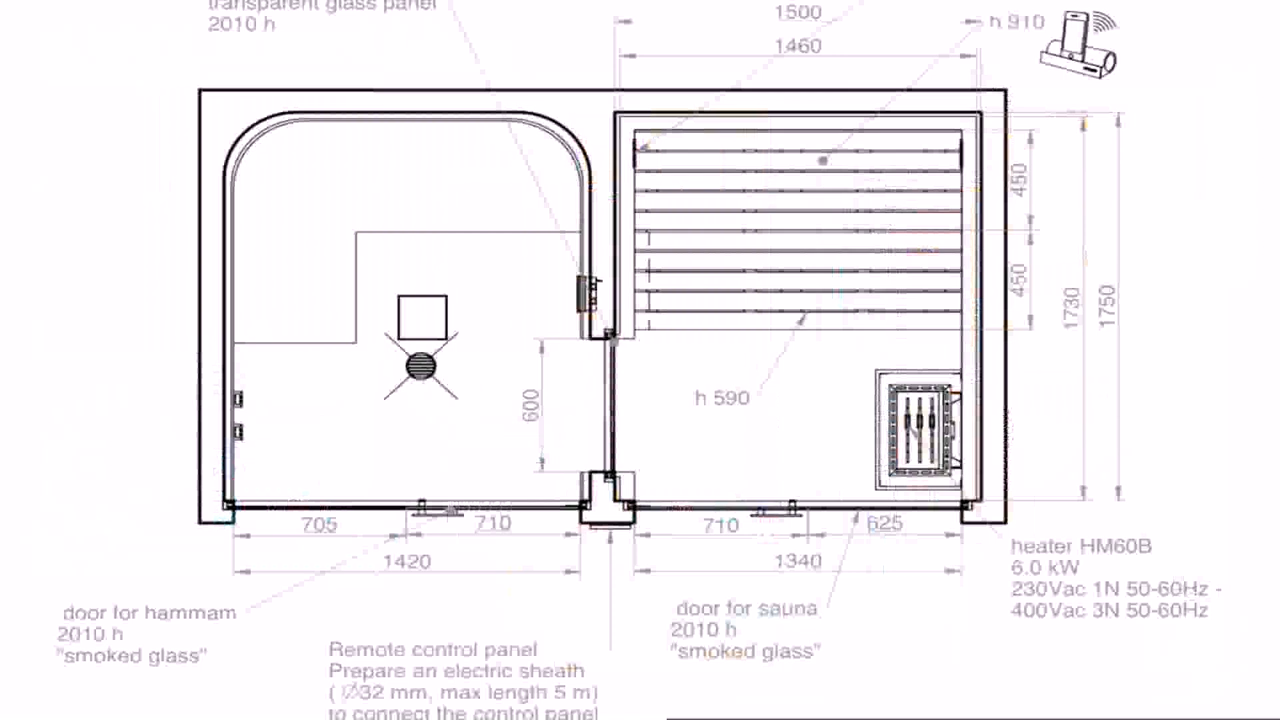 transparent glass panel
2010 h
1500
h 910
1460
450
450
1730
1750
600
h 590
705
710
710
625
1420
1340
heater HM60B
6.0 kW
230Vac 1N 50-60Hz -
400Vac 3N 50-60Hz
door for hammam
2010 h
"smoked glass"
door for sauna
2010 h
"smoked glass"
Remote control panel
Prepare an electric sheath
( Ø32 mm, max length 5 m)
to connect the control panel